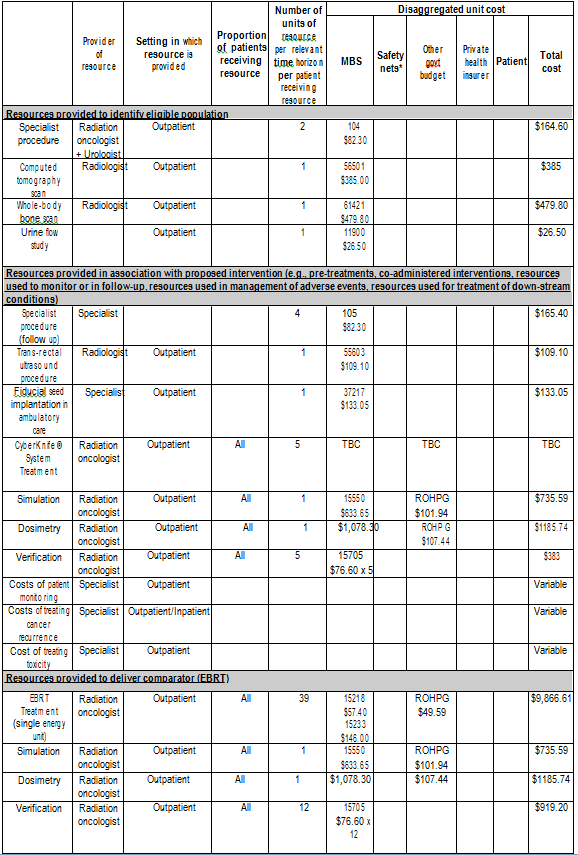 Provider of resource
Setting in which resource is provided
Proportion of patients receiving resource
Number of units of resource per relevant time horizon per patient receiving resource
Disaggregated unit cost
MBS
Safety nets*
Other govt budget
Private health insurer
Patient
Total cost
Resources provided to identify eligible population
Specialist procedure
Radiation oncologist + Urologist
Outpatient
2
104
$82.30
$164.60
Computed tomography scan
Radiologist
Outpatient
1
56501
$385.00
$385
Whole-body bone scan
Radiologist
Outpatient
1
61421
$479.80
$479.80
Urine flow study
Outpatient
1
11900
$26.50
$26.50
Resources provided in association with proposed intervention (e.g., pre-treatments, co-administered interventions, resources
used to monitor or in follow-up, resources used in management of adverse events, resources used for treatment of down-stream
conditions)
Specialist procedure (follow up)
Specialist
4
105
$82.30
$165.40
Trans-rectal ultrasound procedure
Radiologist
Outpatient
1
55603
$109.10
$109.10
Fiducial seed implantation in ambulatory care
Specialist
Outpatient
1
37217
$133.05
$133.05
CyberKnife® System Treatment
Radiation oncologist
Outpatient
All
5
TBC
TBC
TBC
Simulation
Radiation oncologist
Outpatient
All
1
15550
$633.65
ROHPG
$101.94
$735.59
Dosimetry
Radiation oncologist
Outpatient
All
1
$1,078.30
ROHPG
$107.44
$1185.74
Verification
Radiation oncologist
Outpatient
All
5
15705
$76.60 x 5
$383
Costs of patient monitoring
Specialist
Outpatient
Variable
Costs of treating cancer recurrence
Specialist
Outpatient/Inpatient
Variable
Cost of treating toxicity
Specialist
Outpatient
Variable
Resources provided to deliver comparator (EBRT)
EBRT Treatment (single energy unit)
Radiation oncologist
Outpatient
All
39
15218
$57.40
15233
$146.00
ROHPG
$49.59
$9,866.61
Simulation
Radiation oncologist
Outpatient
All
1
15550
$633.65
ROHPG
$101.94
$735.59
Dosimetry
Radiation oncologist
Outpatient
All
1
$1,078.30
$107.44
$1185.74
Verification
Radiation oncologist
Outpatient
All
12
15705
$76.60 x
12
$919.20